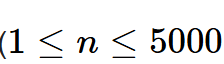 (1 ≤ n ≤ 5000